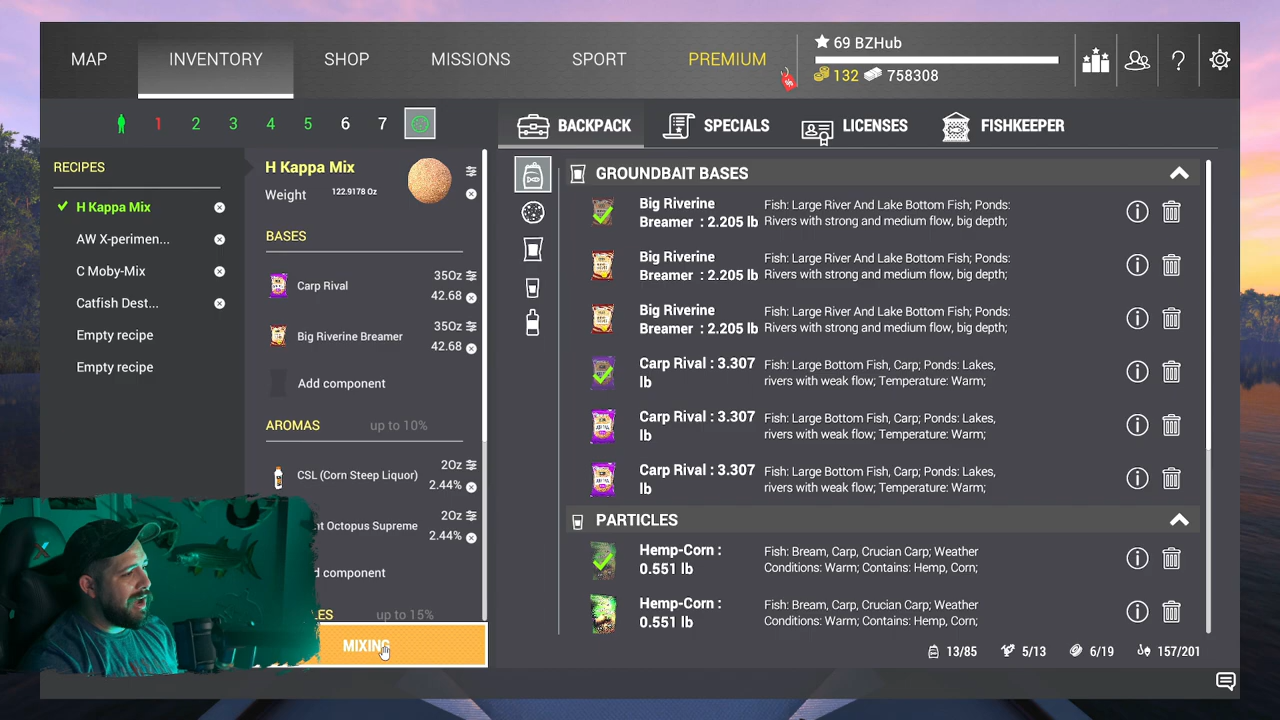 MAP
INVENTORY
SHOP
MISSIONS
SPORT
PREMIUM
%
69 BZHub
132 758308
?
1 2 3 4 5 6 7
BACKPACK
SPECIALS
LICENSES
FISHKEEPER
RECIPES
H Kappa Mix
AW X-perimen...
C Moby-Mix
Catfish Dest...
Empty recipe
Empty recipe
H Kappa Mix
Weight 122.9178 Oz
BASES
Carp Rival
35Oz
42.68
Big Riverine Breamer
35Oz
42.68
Add component
AROMAS up to 10%
CSL (Corn Steep Liquor)
2Oz
2.44%
nt Octopus Supreme
2Oz
2.44%
d component
LES up to 15%
MIXING
GROUNDBAIT BASES
Big Riverine
Breamer : 2.205 lb
Fish: Large River And Lake Bottom Fish; Ponds:
Rivers with strong and medium flow, big depth;
Big Riverine
Breamer : 2.205 lb
Fish: Large River And Lake Bottom Fish; Ponds:
Rivers with strong and medium flow, big depth;
Big Riverine
Breamer : 2.205 lb
Fish: Large River And Lake Bottom Fish; Ponds:
Rivers with strong and medium flow, big depth;
Carp Rival : 3.307
lb
Fish: Large Bottom Fish, Carp; Ponds: Lakes,
rivers with weak flow; Temperature: Warm;
Carp Rival : 3.307
lb
Fish: Large Bottom Fish, Carp; Ponds: Lakes,
rivers with weak flow; Temperature: Warm;
Carp Rival : 3.307
lb
Fish: Large Bottom Fish, Carp; Ponds: Lakes,
rivers with weak flow; Temperature: Warm;
PARTICLES
Hemp-Corn :
0.551 lb
Fish: Bream, Carp, Crucian Carp; Weather
Conditions: Warm; Contains: Hemp, Corn;
Hemp-Corn :
0.551 lb
Fish: Bream, Carp, Crucian Carp; Weather
Conditions: Warm; Contains: Hemp, Corn;
13/85 5/13 6/19 157/201